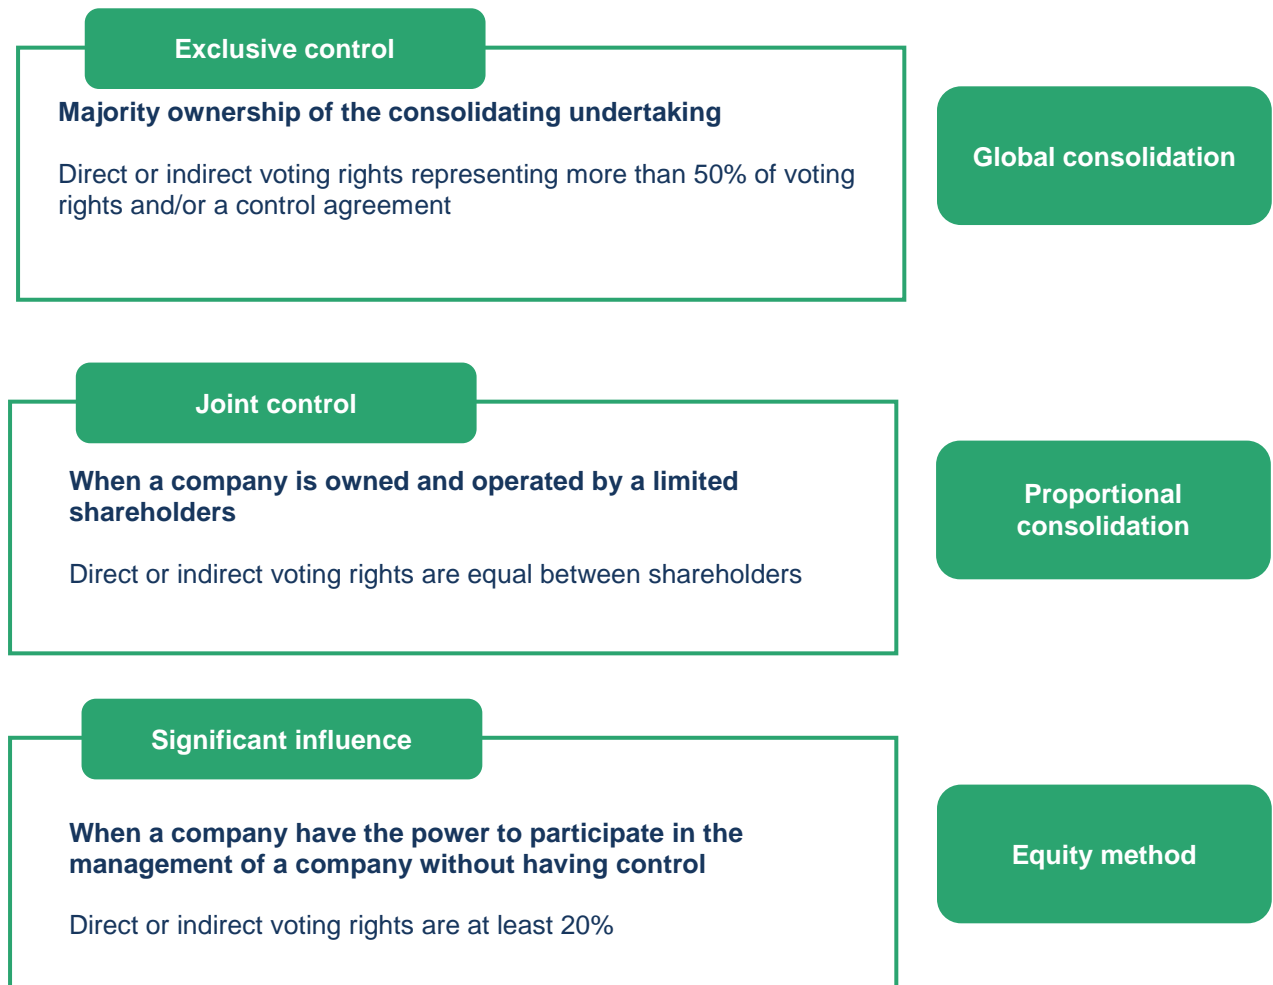 Exclusive control
Majority ownership of the consolidating undertaking
Direct or indirect voting rights representing more than 50% of voting
rights and/or a control agreement
Global consolidation
Joint control
When a company is owned and operated by a limited
shareholders
Direct or indirect voting rights are equal between shareholders
Proportional
consolidation
Significant influence
When a company have the power to participate in the
management of a company without having control
Direct or indirect voting rights are at least 20%
Equity method